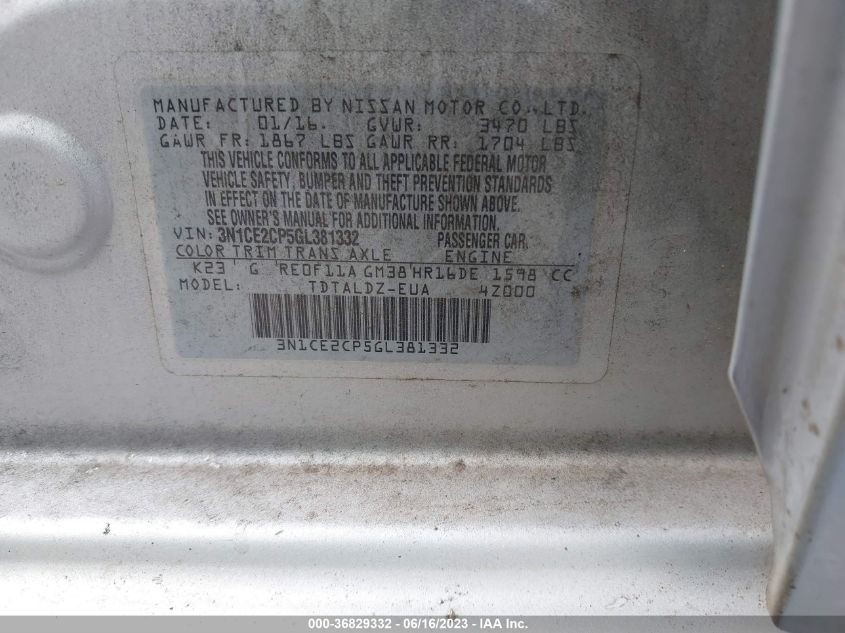 MANUFACTURED BY NISSAN MOTOR CO., LTD.
DATE: 01/16. GVWR: 3470 LBS
GAWR FR: 1867 LBS GAWR RR: 1704 LBS
THIS VEHICLE CONFORMS TO ALL APPLICABLE FEDERAL MOTOR
VEHICLE SAFETY, BUMPER AND THEFT PREVENTION STANDARDS
IN EFFECT ON THE DATE OF MANUFACTURE SHOWN ABOVE.
SEE OWNER'S MANUAL FOR ADDITIONAL INFORMATION.
VIN: 3N1CE2CP5GL381332 PASSENGER CAR.
COLOR TRIM TRANS AXLE ENGINE
K23 G RE0F11A GM38 HR16DE 1598 CC
MODEL: TDTALDZ-EUA 4Z000
3N1CE2CP5GL381332
000-36829332 - 06/16/2023 - IAA Inc.